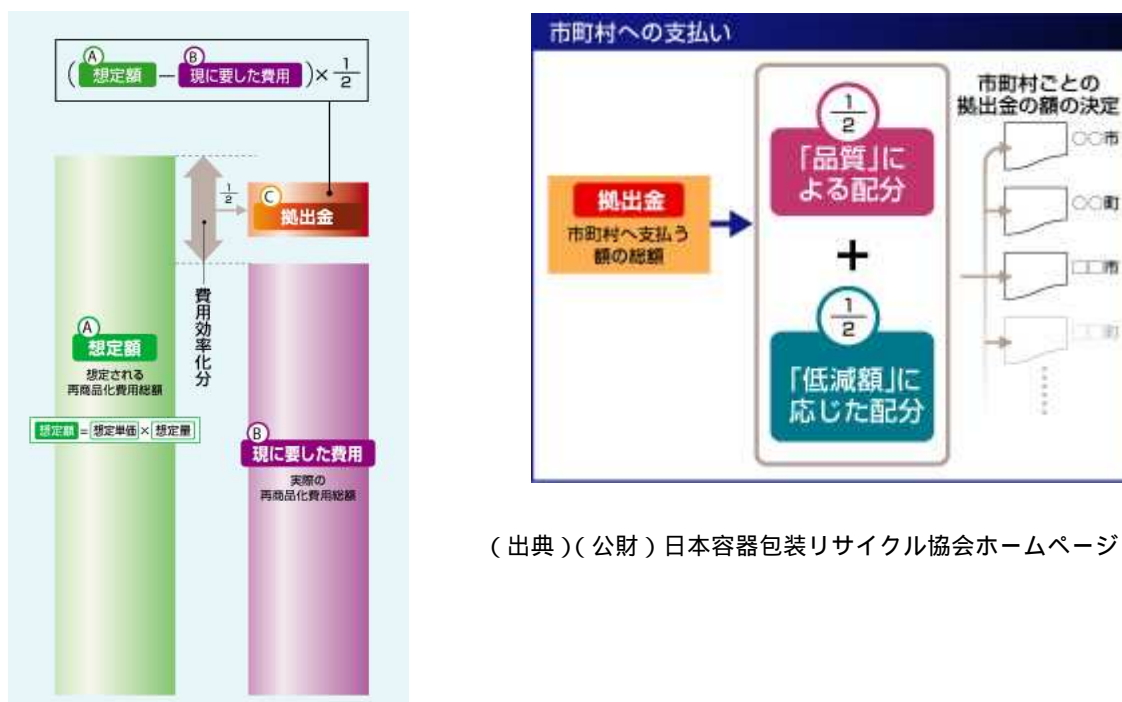 (Ⓐ想定額−Ⓑ現に要した費用)×1/2
1/2
Ⓒ
拠出金
費用効率化分
Ⓐ
想定額
想定される
再商品化費用総額
想定額=想定単価×想定量
Ⓑ
現に要した費用
実際の
再商品化費用総額
市町村への支払い
拠出金
市町村へ支払う
額の総額
1/2
「品質」に
よる配分
+
1/2
「低減額」に
応じた配分
市町村ごとの
拠出金の額の決定
○○市
○○町
□□市
□□町
(出典)(公財)日本容器包装リサイクル協会ホームページ